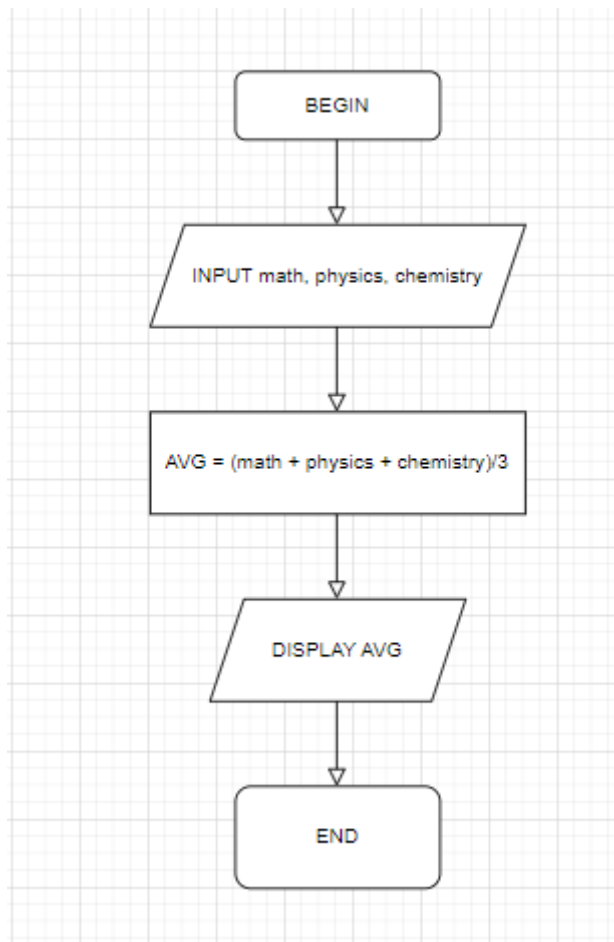 BEGIN
INPUT math, physics, chemistry
AVG = (math + physics + chemistry)/3
DISPLAY AVG
END